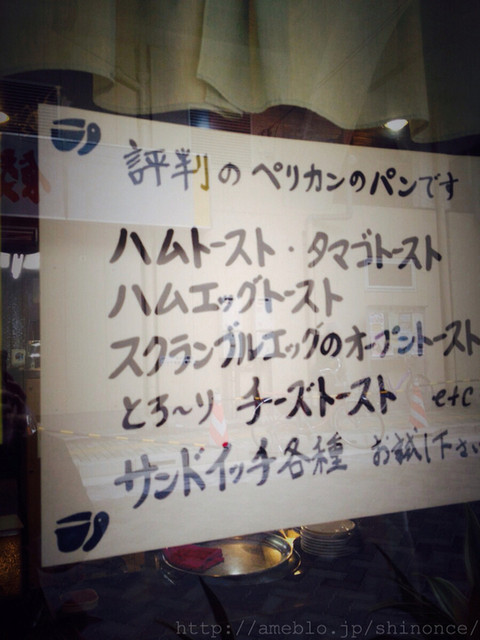 評判のペリカンのパンです
ハムトースト・タマゴトースト
ハムエッグトースト
スクランブルエッグのオープントースト
とろ〜り チーズトースト etc
サンドイッチ各種 お試し下さい
http://ameblo.jp/shinonce/